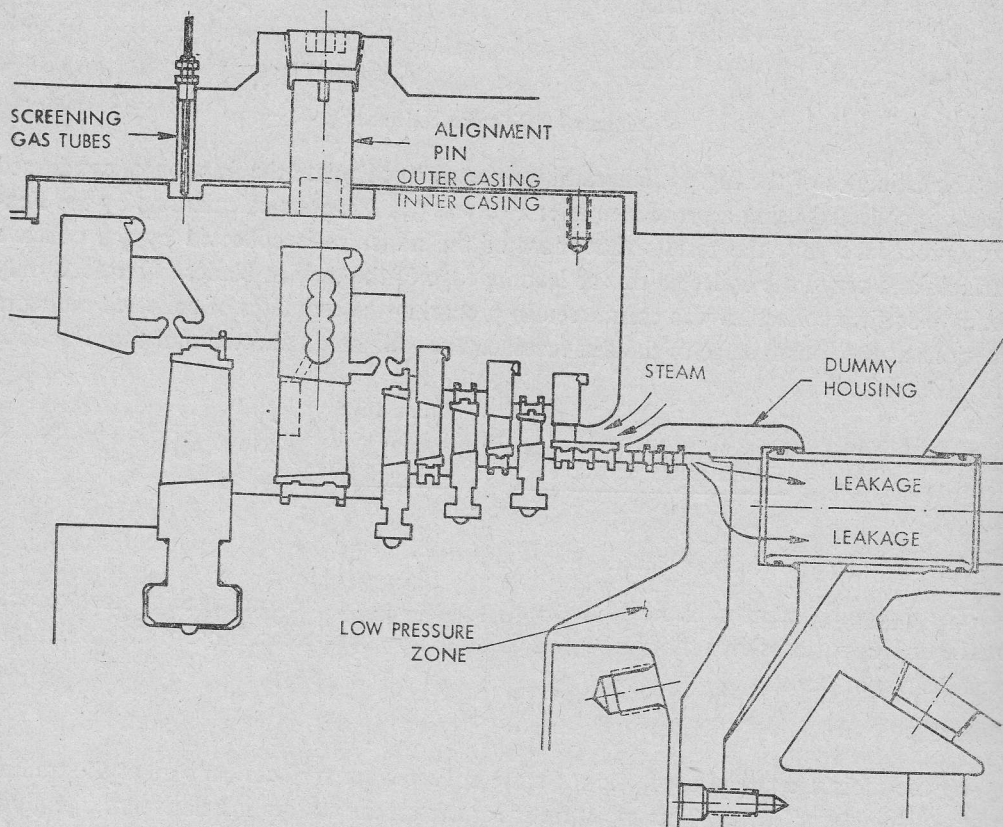 SCREENING
GAS TUBES
ALIGNMENT
PIN
OUTER CASING
INNER CASING
STEAM
DUMMY
HOUSING
LEAKAGE
LEAKAGE
LOW PRESSURE
ZONE